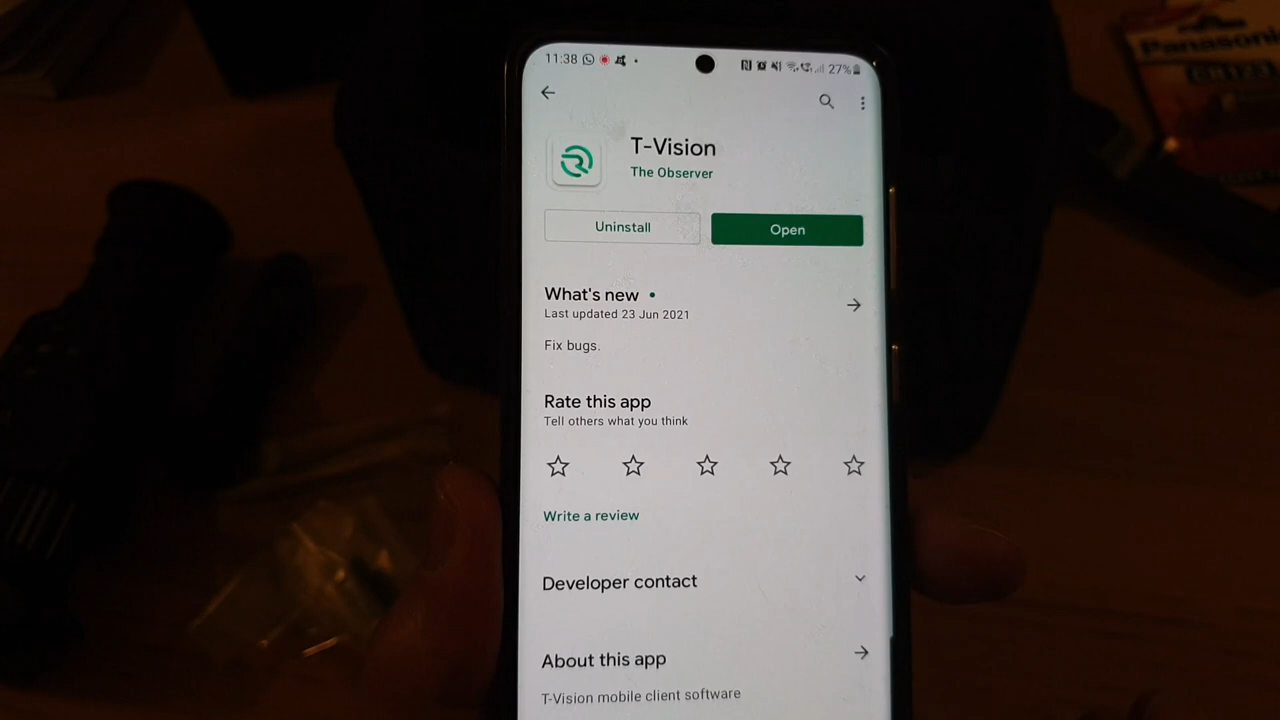 11:38
27%
Panasonic
CR123
T-Vision
The Observer
Uninstall
Open
What's new
Last updated 23 Jun 2021
Fix bugs.
Rate this app
Tell others what you think
Write a review
Developer contact
About this app
T-Vision mobile client software